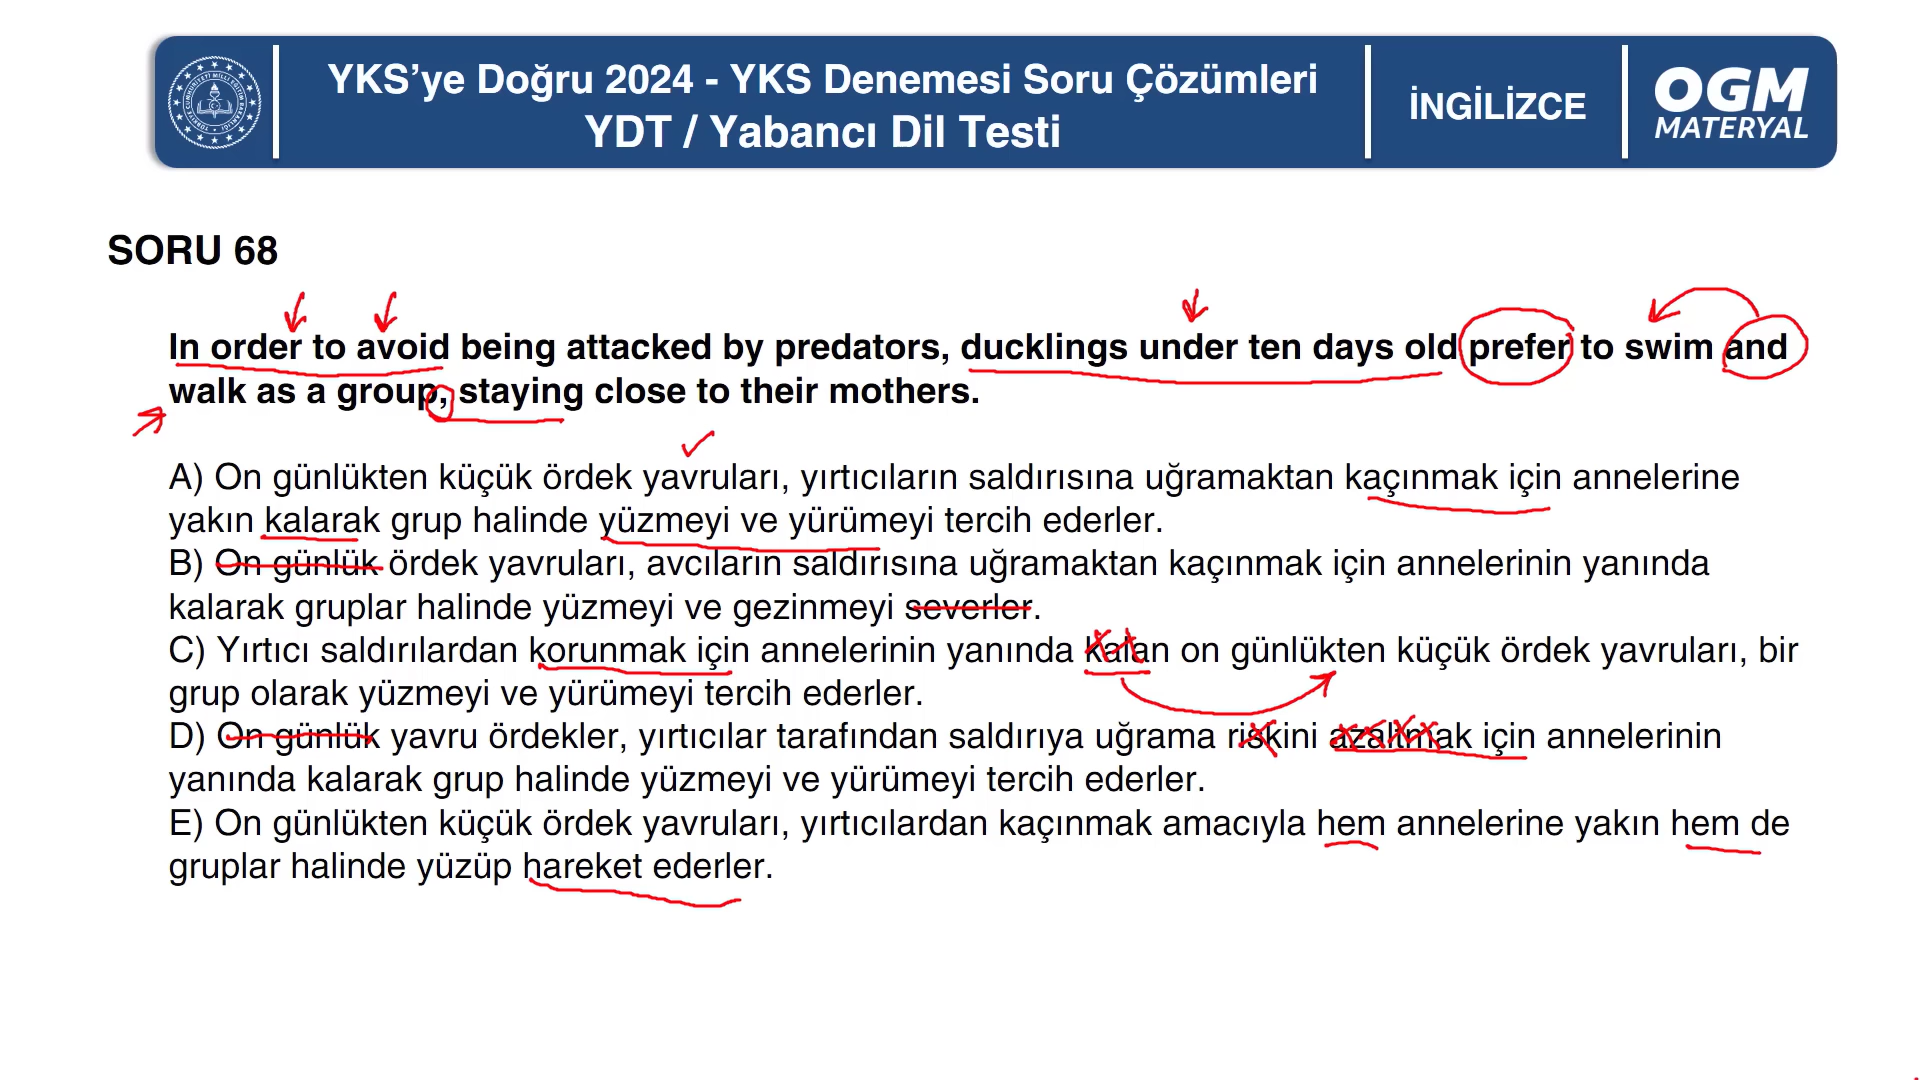 YKS’ye Doğru 2024 - YKS Denemesi Soru Çözümleri
YDT / Yabancı Dil Testi
İNGİLİZCE
OGM
MATERYAL
SORU 68
In order to avoid being attacked by predators, ducklings under ten days old prefer to swim and
walk as a group, staying close to their mothers.
A) On günlükten küçük ördek yavruları, yırtıcıların saldırısına uğramaktan kaçınmak için annelerine
yakın kalarak grup halinde yüzmeyi ve yürümeyi tercih ederler.
B) On günlük ördek yavruları, avcıların saldırısına uğramaktan kaçınmak için annelerinin yanında
kalarak gruplar halinde yüzmeyi ve gezinmeyi severler.
C) Yırtıcı saldırılardan korunmak için annelerinin yanında kalan on günlükten küçük ördek yavruları, bir
grup olarak yüzmeyi ve yürümeyi tercih ederler.
D) On günlük yavru ördekler, yırtıcılar tarafından saldırıya uğrama riskini azaltmak için annelerinin
yanında kalarak grup halinde yüzmeyi ve yürümeyi tercih ederler.
E) On günlükten küçük ördek yavruları, yırtıcılardan kaçınmak amacıyla hem annelerine yakın hem de
gruplar halinde yüzüp hareket ederler.